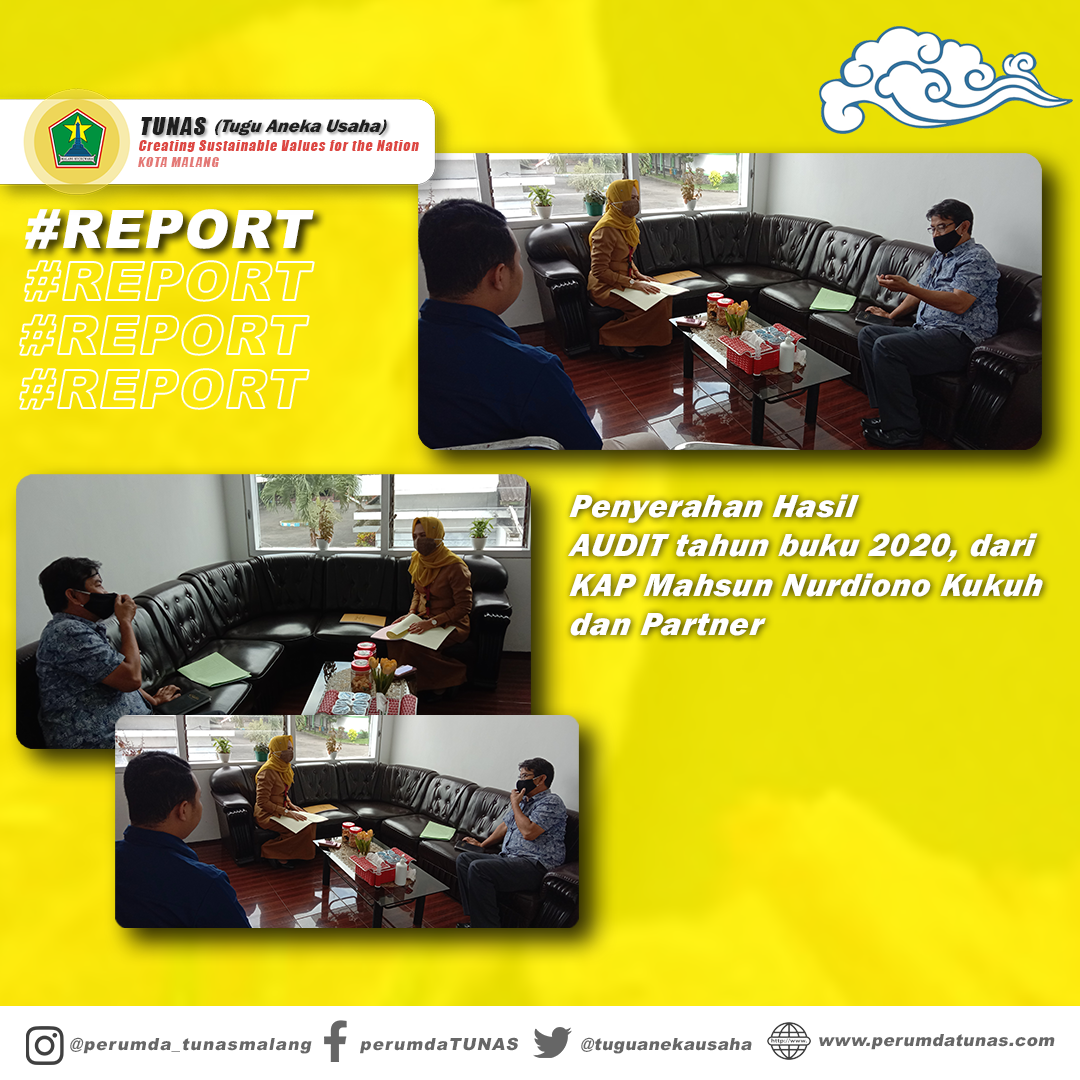 TUNAS (Tugu Aneka Usaha)
Creating Sustainable Values for the Nation
KOTA MALANG
#REPORT
#REPORT
#REPORT
#REPORT
Penyerahan Hasil
AUDIT tahun buku 2020, dari
KAP Mahsun Nurdiono Kukuh
dan Partner
@perumda_tunasmalang
perumdaTUNAS
@tuguanekausaha
www.perumdatunas.com